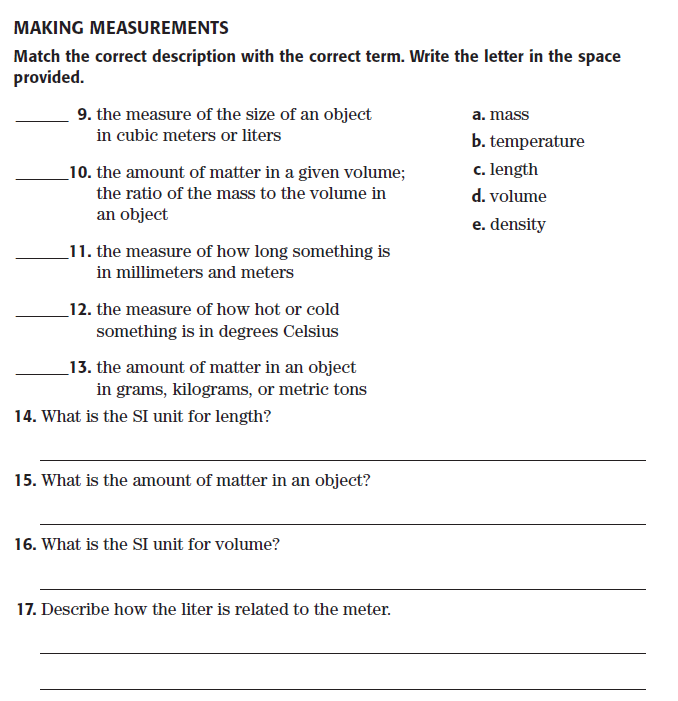 MAKING MEASUREMENTS
Match the correct description with the correct term. Write the letter in the space
provided.
______ 9. the measure of the size of an object
in cubic meters or liters
______10. the amount of matter in a given volume;
the ratio of the mass to the volume in
an object
______11. the measure of how long something is
in millimeters and meters
______12. the measure of how hot or cold
something is in degrees Celsius
______13. the amount of matter in an object
in grams, kilograms, or metric tons
a. mass
b. temperature
c. length
d. volume
e. density
14. What is the SI unit for length?
15. What is the amount of matter in an object?
16. What is the SI unit for volume?
17. Describe how the liter is related to the meter.